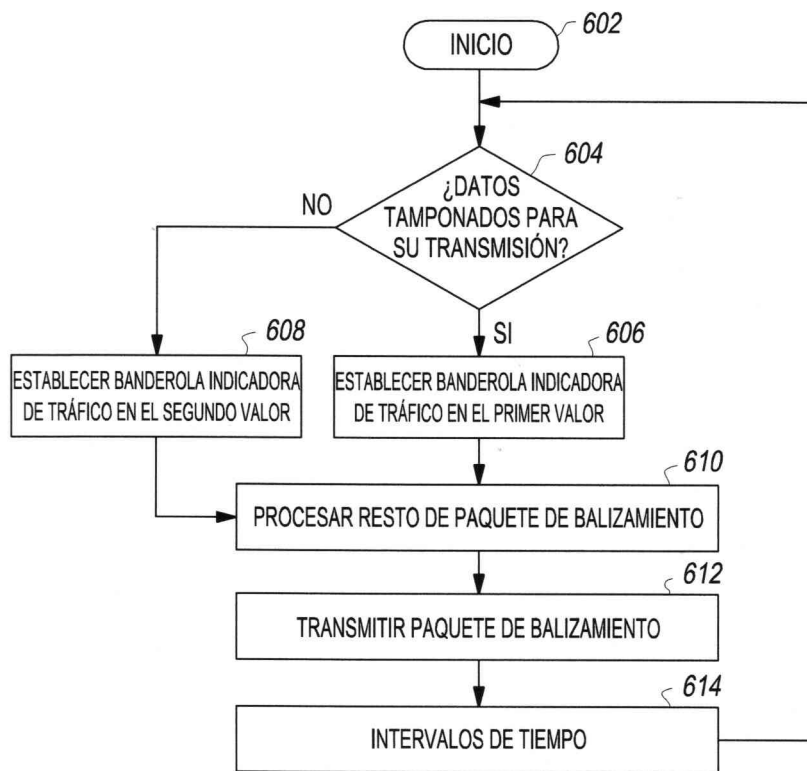 INICIO
602
604
¿DATOS
TAMPONADOS PARA
SU TRANSMISIÓN?
NO
SI
608
606
ESTABLECER BANDEROLA INDICADORA
DE TRÁFICO EN EL SEGUNDO VALOR
ESTABLECER BANDEROLA INDICADORA
DE TRÁFICO EN EL PRIMER VALOR
610
PROCESAR RESTO DE PAQUETE DE BALIZAMIENTO
612
TRANSMITIR PAQUETE DE BALIZAMIENTO
614
INTERVALOS DE TIEMPO